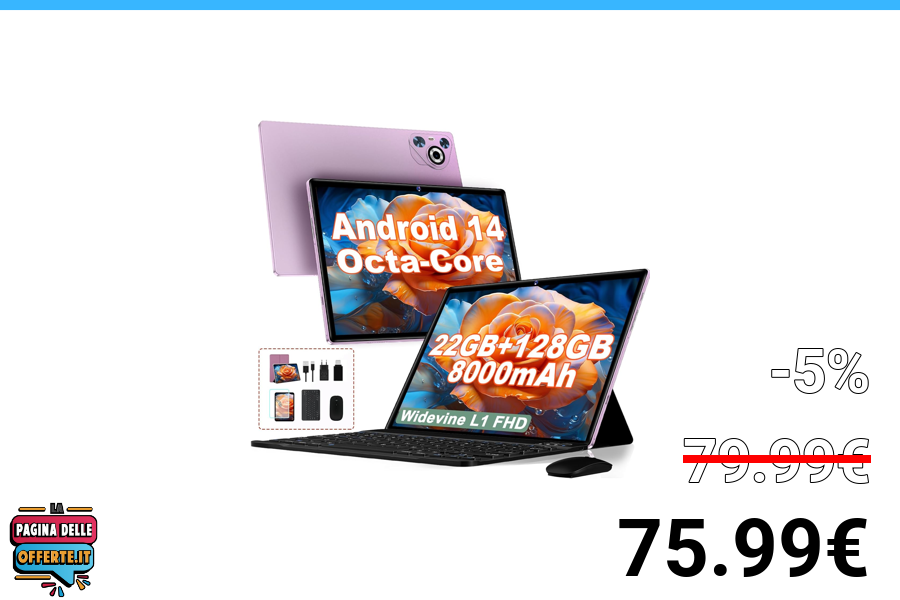 Android 14
Octa-Core
22GB+128GB
8000mAh
Widevine L1 FHD
-5%
79.99€
75.99€
LA
PAGINA DELLE
OFFERTE.IT